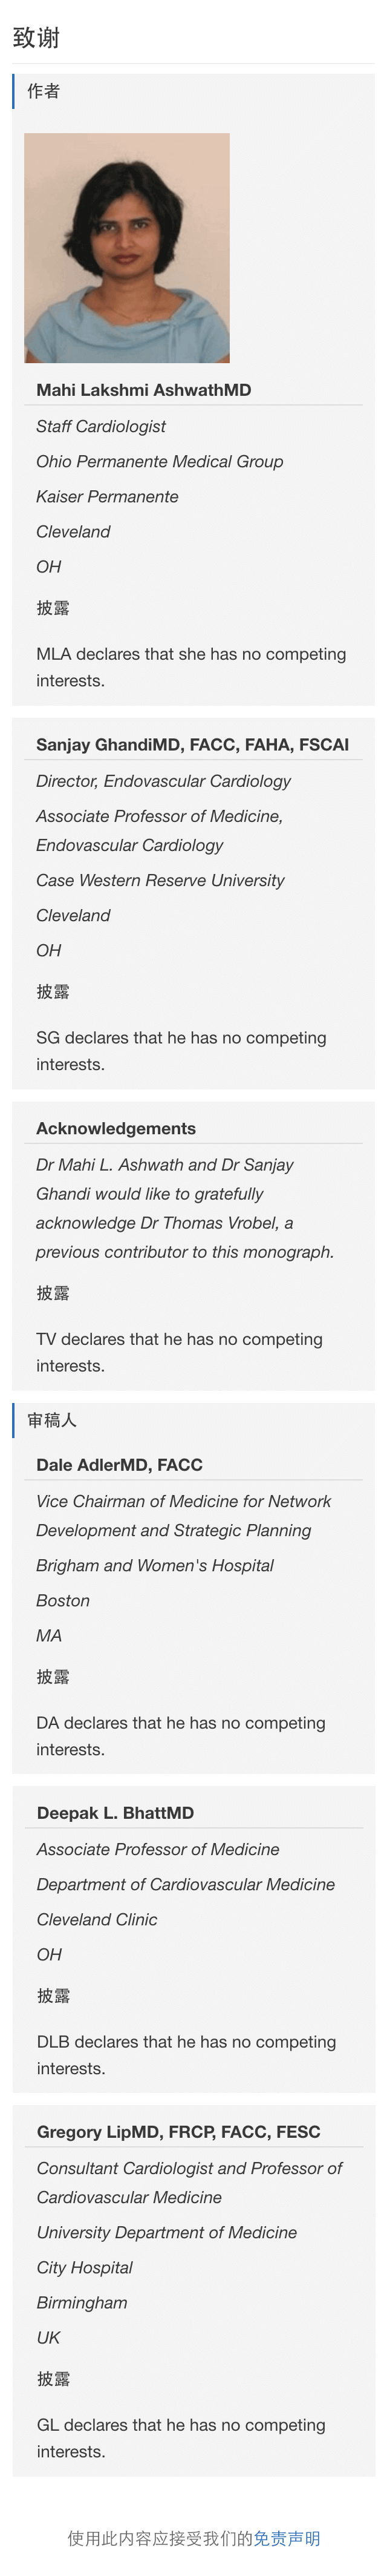 致谢
作者
Mahi Lakshmi AshwathMD
Staff Cardiologist
Ohio Permanente Medical Group
Kaiser Permanente
Cleveland
OH
披露
MLA declares that she has no competing
interests.
Sanjay GhandiMD, FACC, FAHA, FSCAI
Director, Endovascular Cardiology
Associate Professor of Medicine,
Endovascular Cardiology
Case Western Reserve University
Cleveland
OH
披露
SG declares that he has no competing
interests.
Acknowledgements
Dr Mahi L. Ashwath and Dr Sanjay
Ghandi would like to gratefully
acknowledge Dr Thomas Vrobel, a
previous contributor to this monograph.
披露
TV declares that he has no competing
interests.
审稿人
Dale AdlerMD, FACC
Vice Chairman of Medicine for Network
Development and Strategic Planning
Brigham and Women's Hospital
Boston
MA
披露
DA declares that he has no competing
interests.
Deepak L. BhattMD
Associate Professor of Medicine
Department of Cardiovascular Medicine
Cleveland Clinic
OH
披露
DLB declares that he has no competing
interests.
Gregory LipMD, FRCP, FACC, FESC
Consultant Cardiologist and Professor of
Cardiovascular Medicine
University Department of Medicine
City Hospital
Birmingham
UK
披露
GL declares that he has no competing
interests.
使用此内容应接受我们的免责声明